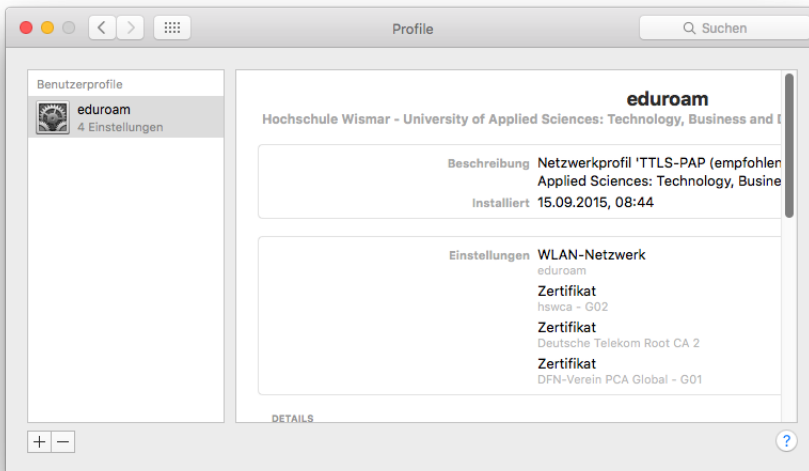 Profile
Suchen
Benutzerprofile
eduroam
4 Einstellungen
eduroam
Hochschule Wismar - University of Applied Sciences: Technology, Business and
Beschreibung Netzwerkprofil 'TTLS-PAP (empfohlen
Applied Sciences: Technology, Busine
Installiert 15.09.2015, 08:44
Einstellungen WLAN-Netzwerk
eduroam
Zertifikat
hswca - G02
Zertifikat
Deutsche Telekom Root CA 2
Zertifikat
DFN-Verein PCA Global - G01
DETAILS
+ −
?